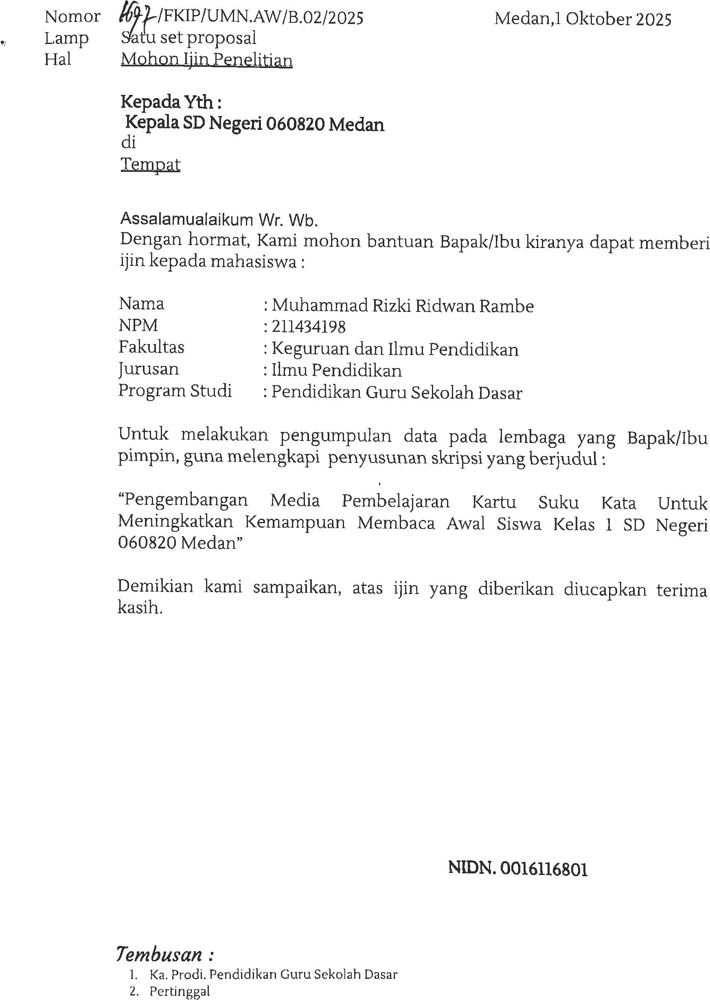 Nomor 1697/FKIP/UMN.AW/B.02/2025 Medan,1 Oktober 2025
Lamp Satu set proposal
Hal Mohon Ijin Penelitian
Kepada Yth :
Kepala SD Negeri 060820 Medan
di
Tempat
Assalamualaikum Wr. Wb.
Dengan hormat, Kami mohon bantuan Bapak/Ibu kiranya dapat memberi
ijin kepada mahasiswa :
Nama : Muhammad Rizki Ridwan Rambe
NPM : 211434198
Fakultas : Keguruan dan Ilmu Pendidikan
Jurusan : Ilmu Pendidikan
Program Studi : Pendidikan Guru Sekolah Dasar
Untuk melakukan pengumpulan data pada lembaga yang Bapak/Ibu
pimpin, guna melengkapi penyusunan skripsi yang berjudul :
“Pengembangan Media Pembelajaran Kartu Suku Kata Untuk
Meningkatkan Kemampuan Membaca Awal Siswa Kelas 1 SD Negeri
060820 Medan”
Demikian kami sampaikan, atas ijin yang diberikan diucapkan terima
kasih.
NIDN. 0016116801
Tembusan :
1. Ka. Prodi. Pendidikan Guru Sekolah Dasar
2. Pertinggal